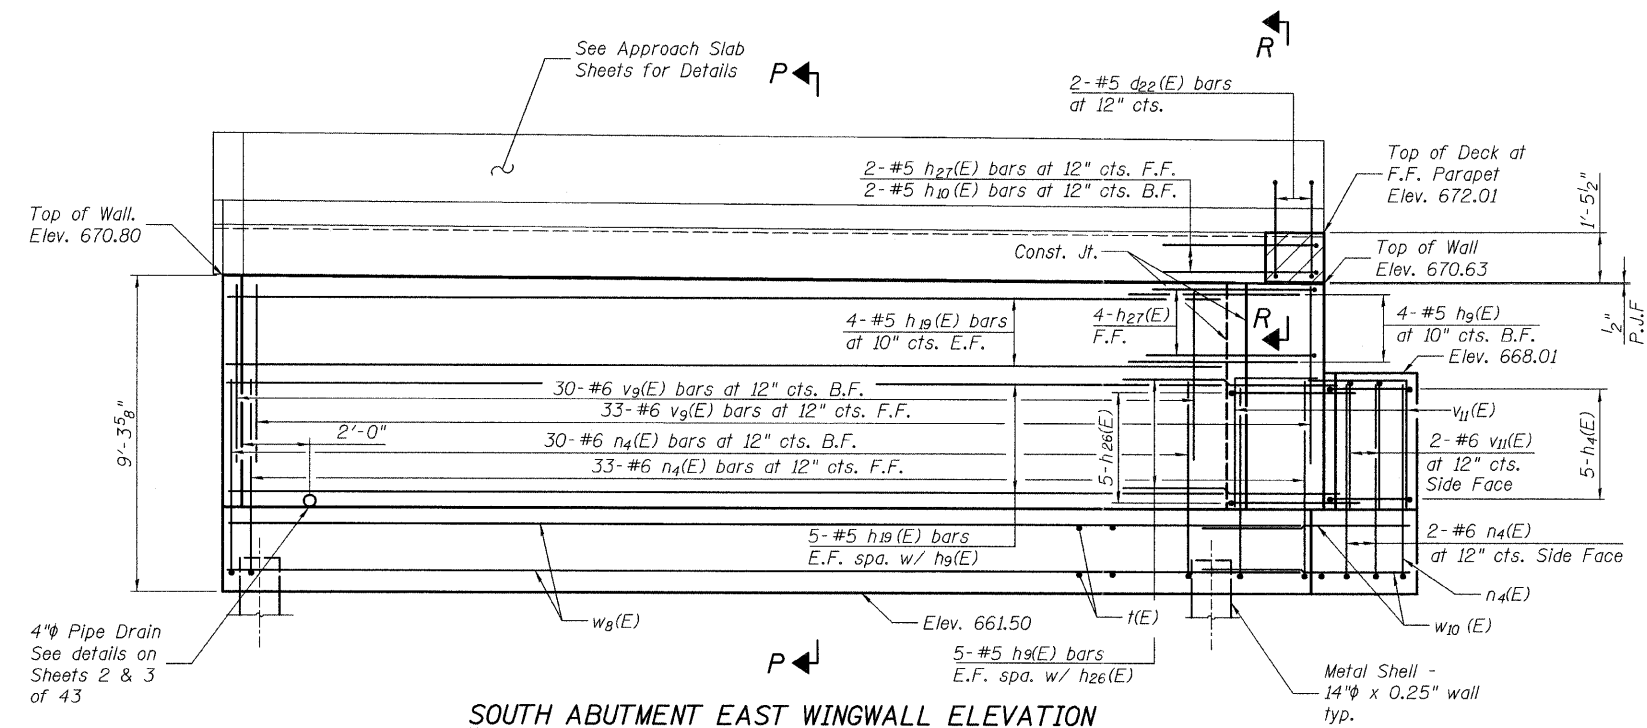 See Approach Slab
Sheets for Details
P
R
2-#5 d22(E) bars
at 12" cts.
2-#5 h27(E) bars at 12" cts. F.F.
2-#5 h10(E) bars at 12" cts. B.F.
Top of Deck at
F.F. Parapet
Elev. 672.01
1'-5½"
Top of Wall.
Elev. 670.80
Const. Jt.
Top of Wall
Elev. 670.63
½"
P.J.F
4-#5 h19(E) bars
at 10" cts. E.F.
4-h27(E)
F.F.
R
4-#5 h9(E)
at 10" cts. B.F.
Elev. 668.01
9'-3⅝"
30-#6 v9(E) bars at 12" cts. B.F.
33-#6 v9(E) bars at 12" cts. F.F.
2'-0"
30-#6 n4(E) bars at 12" cts. B.F.
33-#6 n4(E) bars at 12" cts. F.F.
5-h26(E)
v11(E)
2-#6 v11(E)
at 12" cts.
Side Face
5-h4(E)
5-#5 h19(E) bars
E.F. spa. w/ h9(E)
2-#6 n4(E)
at 12" cts. Side Face
n4(E)
w8(E)
Elev. 661.50
t(E)
w10 (E)
4"ϕ Pipe Drain
See details on
Sheets 2 & 3
of 43
P
5-#5 h9(E) bars
E.F. spa. w/ h26(E)
Metal Shell -
14"ϕ x 0.25" wall
typ.
SOUTH ABUTMENT EAST WINGWALL ELEVATION